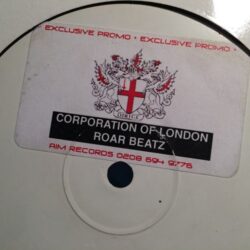 EXCLUSIVE PROMO • EXCLUSIVE PROMO •
CORPORATION OF LONDON
ROAR BEATZ
AIM RECORDS 0208 694 9776